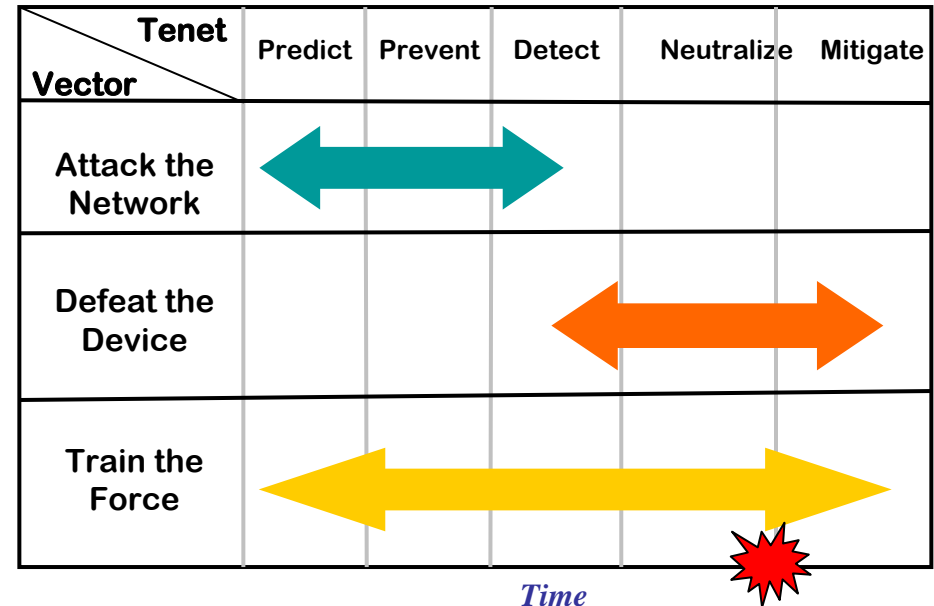 Tenet
Vector
Predict Prevent Detect Neutralize Mitigate
Attack the
Network
Defeat the
Device
Train the
Force
Time